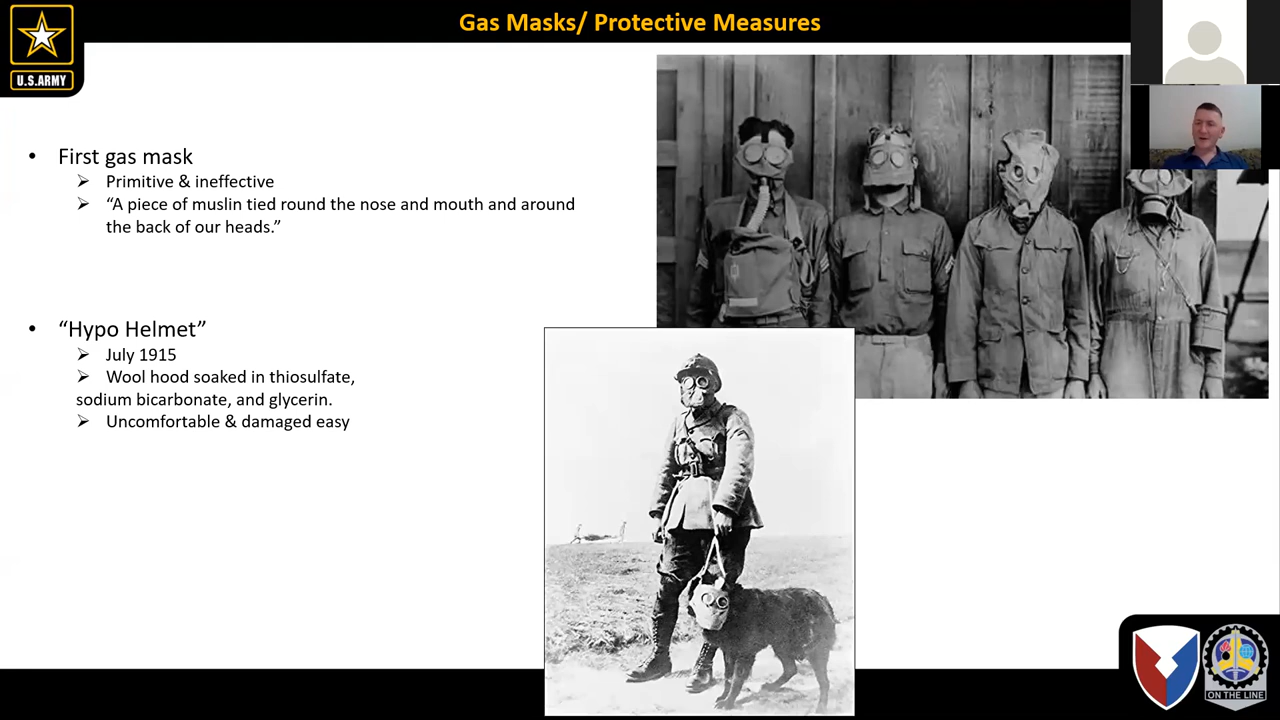 Gas Masks/ Protective Measures
U.S.ARMY
• First gas mask
➢ Primitive & ineffective
➢ “A piece of muslin tied round the nose and mouth and around
the back of our heads.”
• “Hypo Helmet”
➢ July 1915
➢ Wool hood soaked in thiosulfate,
sodium bicarbonate, and glycerin.
➢ Uncomfortable & damaged easy
ON THE LINE